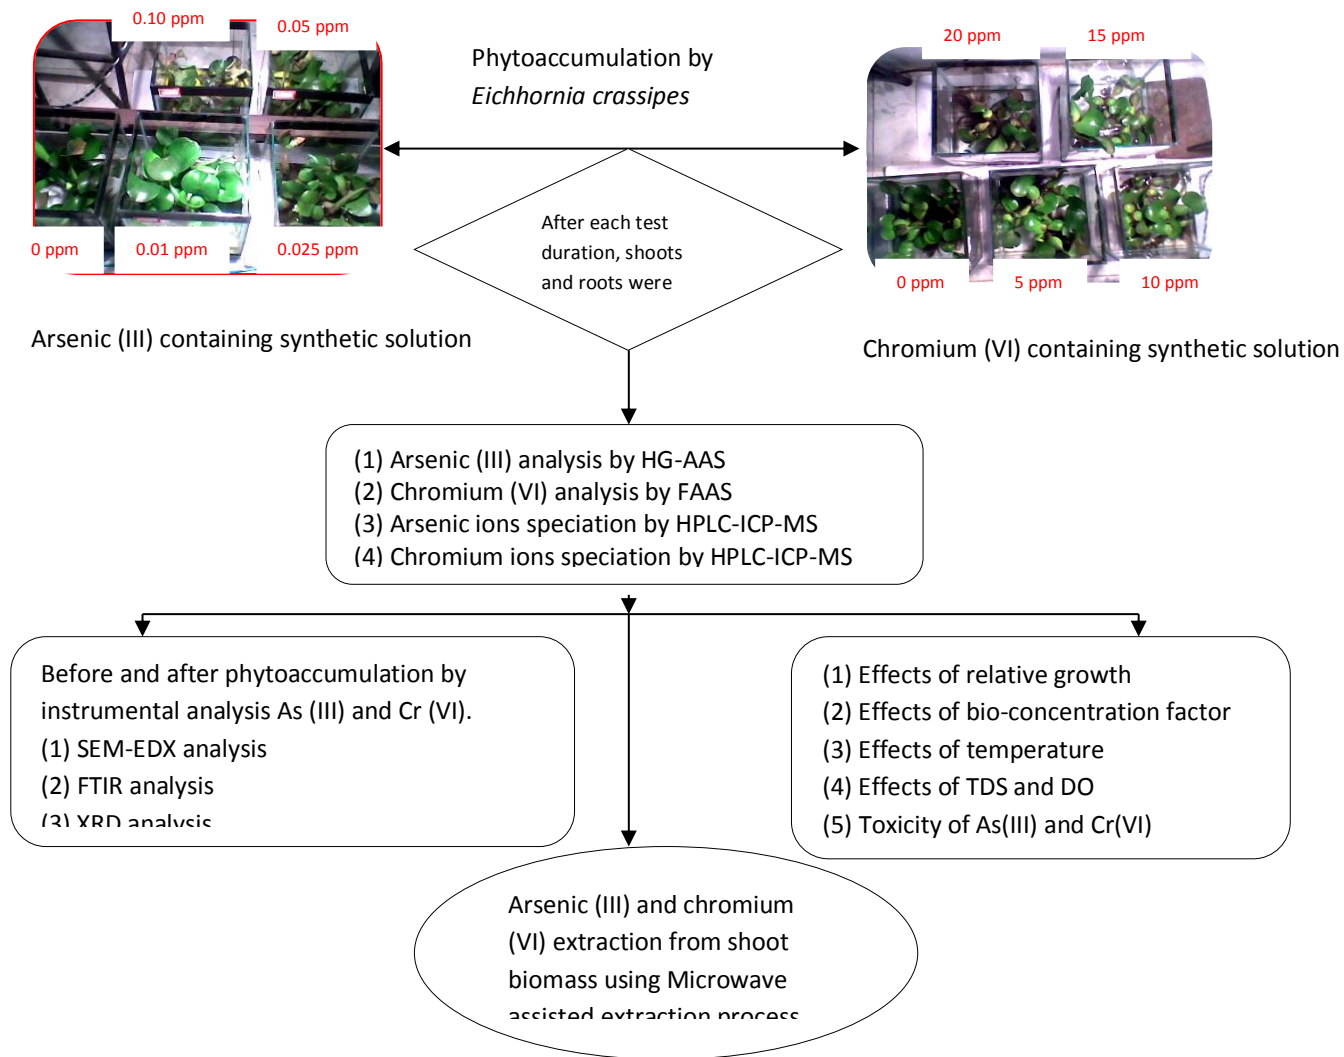 0.10 ppm
0.05 ppm
0 ppm
0.01 ppm
0.025 ppm
Arsenic (III) containing synthetic solution
Phytoaccumulation by
Eichhornia crassipes
20 ppm
15 ppm
0 ppm
5 ppm
10 ppm
Chromium (VI) containing synthetic solution
After each test
duration, shoots
and roots were
(1) Arsenic (III) analysis by HG-AAS
(2) Chromium (VI) analysis by FAAS
(3) Arsenic ions speciation by HPLC-ICP-MS
(4) Chromium ions speciation by HPLC-ICP-MS
Before and after phytoaccumulation by
instrumental analysis As (III) and Cr (VI).
(1) SEM-EDX analysis
(2) FTIR analysis
(3) XRD analysis
(1) Effects of relative growth
(2) Effects of bio-concentration factor
(3) Effects of temperature
(4) Effects of TDS and DO
(5) Toxicity of As(III) and Cr(VI)
Arsenic (III) and chromium
(VI) extraction from shoot
biomass using Microwave
assisted extraction process